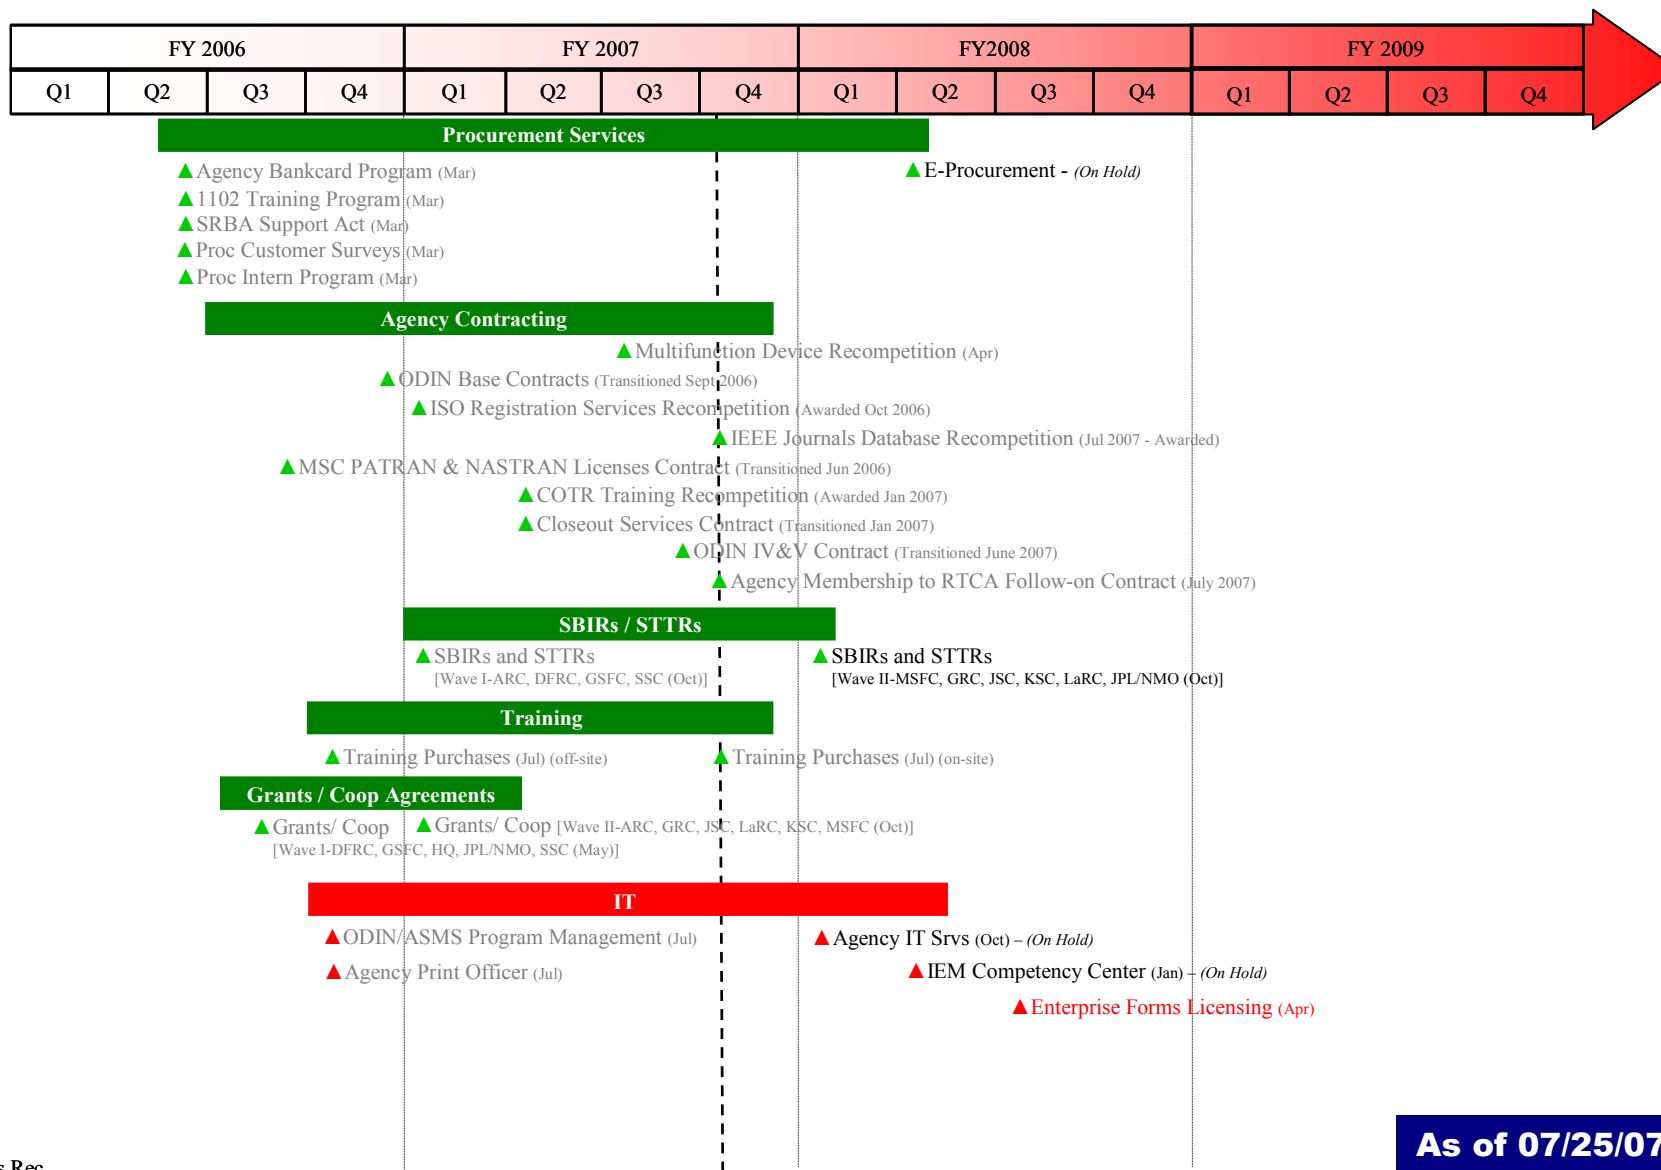 FY 2006 FY 2007 FY2008 FY 2009
Q1 Q2 Q3 Q4 Q1 Q2 Q3 Q4 Q1 Q2 Q3 Q4 Q1 Q2 Q3 Q4
Procurement Services
Agency Bankcard Program (Mar) E-Procurement - (On Hold)
1102 Training Program (Mar)
SRBA Support Act (Mar)
Proc Customer Surveys (Mar)
Proc Intern Program (Mar)
Agency Contracting
Multifunction Device Recompetition (Apr)
ODIN Base Contracts (Transitioned Sept 2006)
ISO Registration Services Recompetition (Awarded Oct 2006)
IEEE Journals Database Recompetition (Jul 2007 - Awarded)
MSC PATRAN & NASTRAN Licenses Contract (Transitioned Jun 2006)
COTR Training Recompetition (Awarded Jan 2007)
Closeout Services Contract (Transitioned Jan 2007)
ODIN IV&V Contract (Transitioned June 2007)
Agency Membership to RTCA Follow-on Contract (July 2007)
SBIRs / STTRs
SBIRs and STTRs SBIRs and STTRs
[Wave I-ARC, DFRC, GSFC, SSC (Oct)] [Wave II-MSFC, GRC, JSC, KSC, LaRC, JPL/NMO (Oct)]
Training
Training Purchases (Jul) (off-site) Training Purchases (Jul) (on-site)
Grants / Coop Agreements
Grants/ Coop Grants/ Coop [Wave II-ARC, GRC, JSC, LaRC, KSC, MSFC (Oct)]
[Wave I-DFRC, GSFC, HQ, JPL/NMO, SSC (May)]
IT
ODIN/ASMS Program Management (Jul) Agency IT Srvs (Oct) – (On Hold)
Agency Print Officer (Jul) IEM Competency Center (Jan) – (On Hold)
Enterprise Forms Licensing (Apr)
As of 07/25/07
Rec